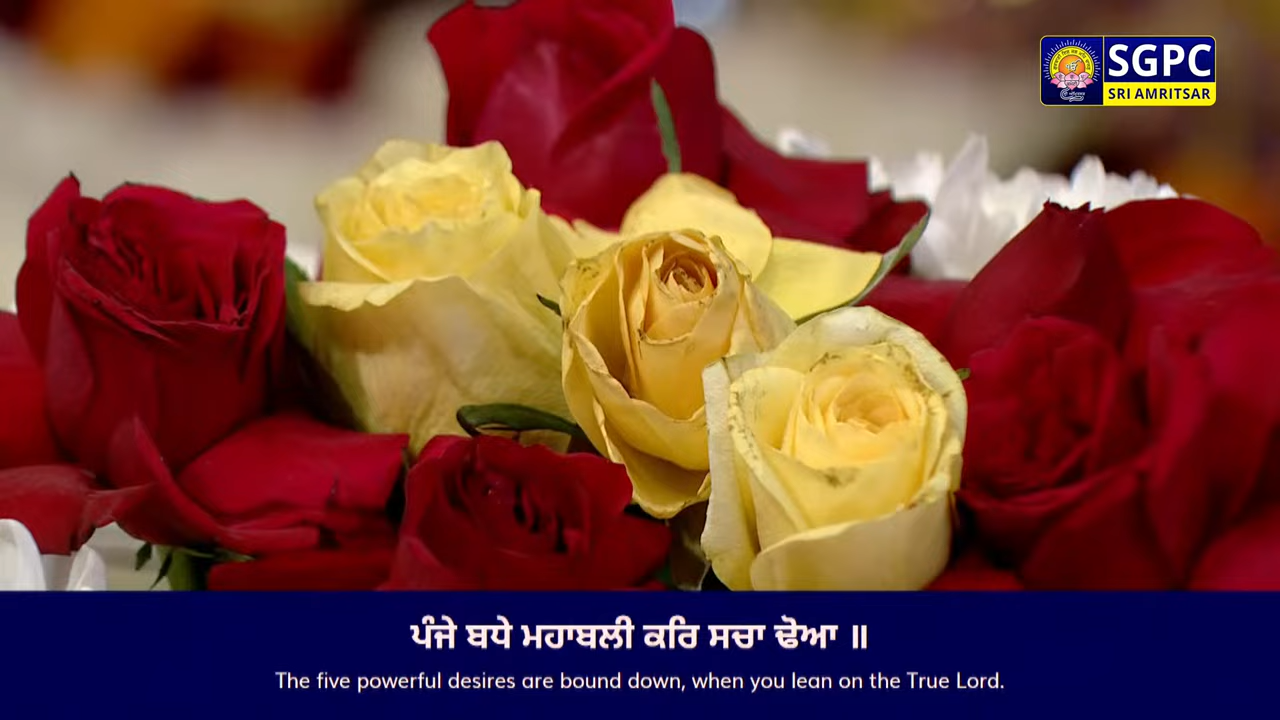 SGPC
SRI AMRITSAR
ਪੰਜੇ ਬਧੇ ਮਹਾਬਲੀ ਕਰਿ ਸਚਾ ਢੋਆ ॥
The five powerful desires are bound down, when you lean on the True Lord.